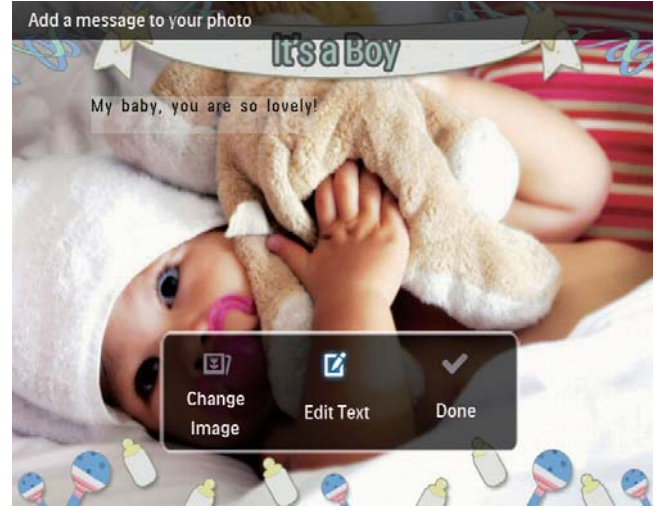 Add a message to your photo
It's a Boy
My baby, you are so lovely!
Change
Image
Edit Text
Done